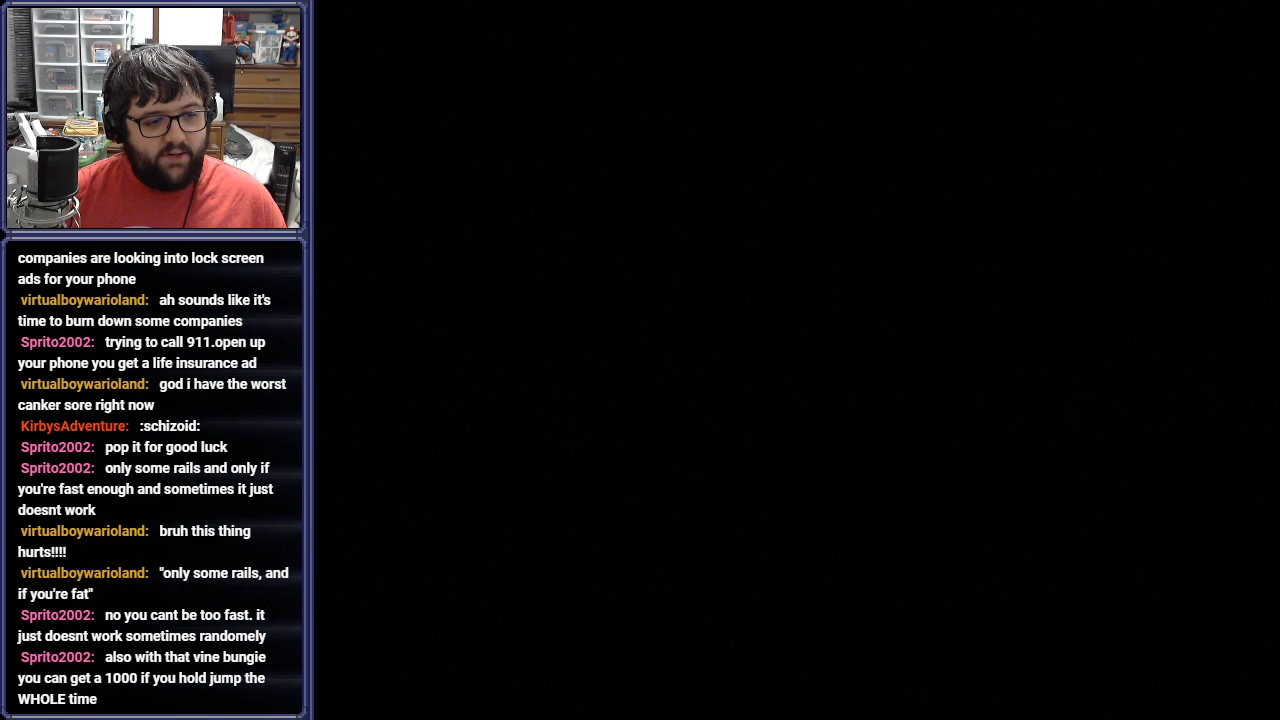 companies are looking into lock screen
ads for your phone
virtualboywarioland: ah sounds like it's
time to burn down some companies
Sprito2002: trying to call 911.open up
your phone you get a life insurance ad
virtualboywarioland: god i have the worst
canker sore right now
KirbysAdventure: :schizoid:
Sprito2002: pop it for good luck
Sprito2002: only some rails and only if
you're fast enough and sometimes it just
doesnt work
virtualboywarioland: bruh this thing
hurts!!!!
virtualboywarioland: "only some rails, and
if you're fat"
Sprito2002: no you cant be too fast. it
just doesnt work sometimes randomely
Sprito2002: also with that vine bungie
you can get a 1000 if you hold jump the
WHOLE time